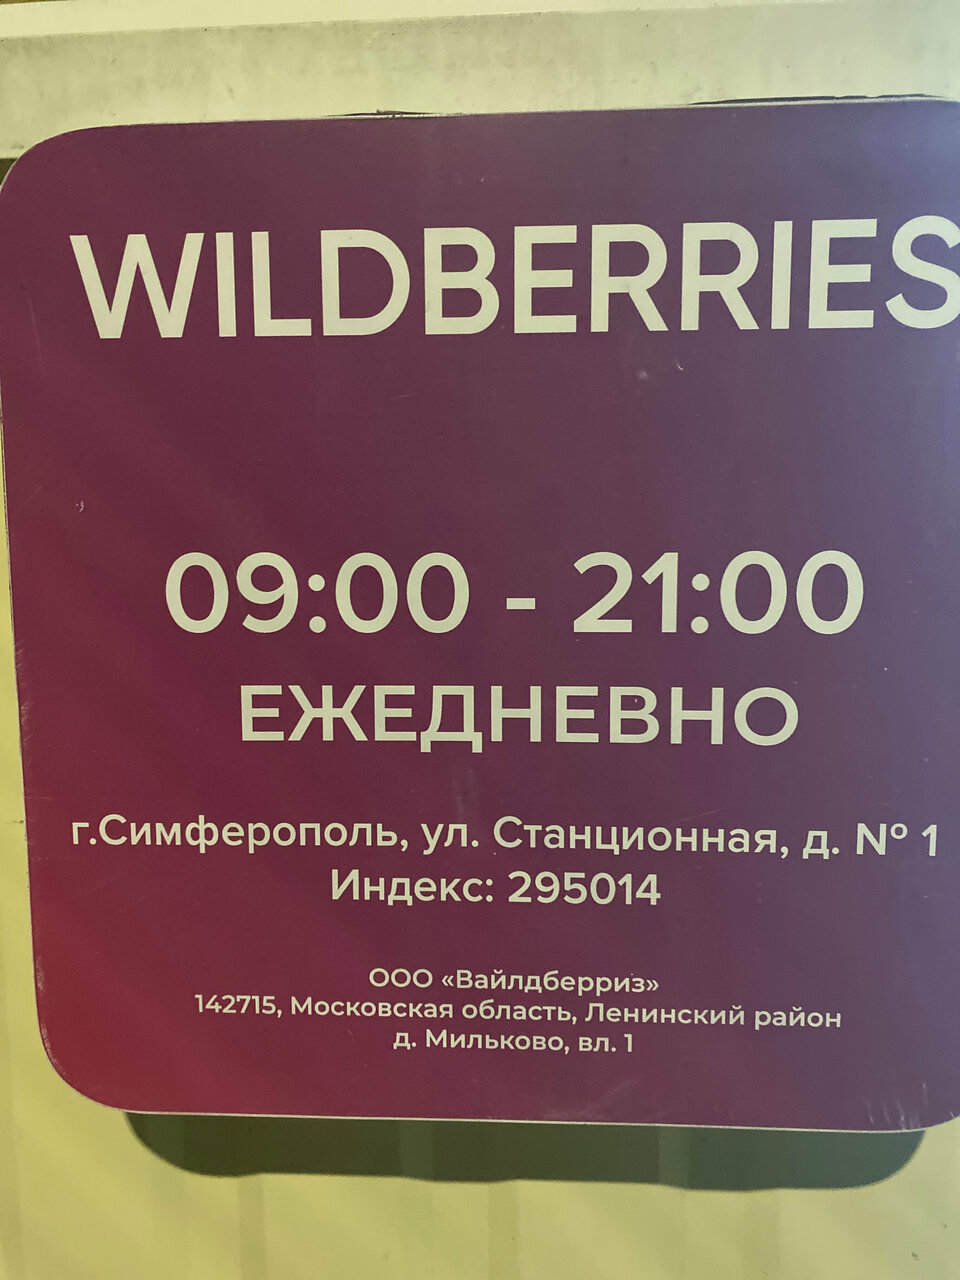 WILDBERRIES
09:00 - 21:00
ЕЖЕДНЕВНО
г.Симферополь, ул. Станционная, д. № 1
Индекс: 295014
ООО «Вайлдберриз»
142715, Московская область, Ленинский район
д. Мильково, вл. 1